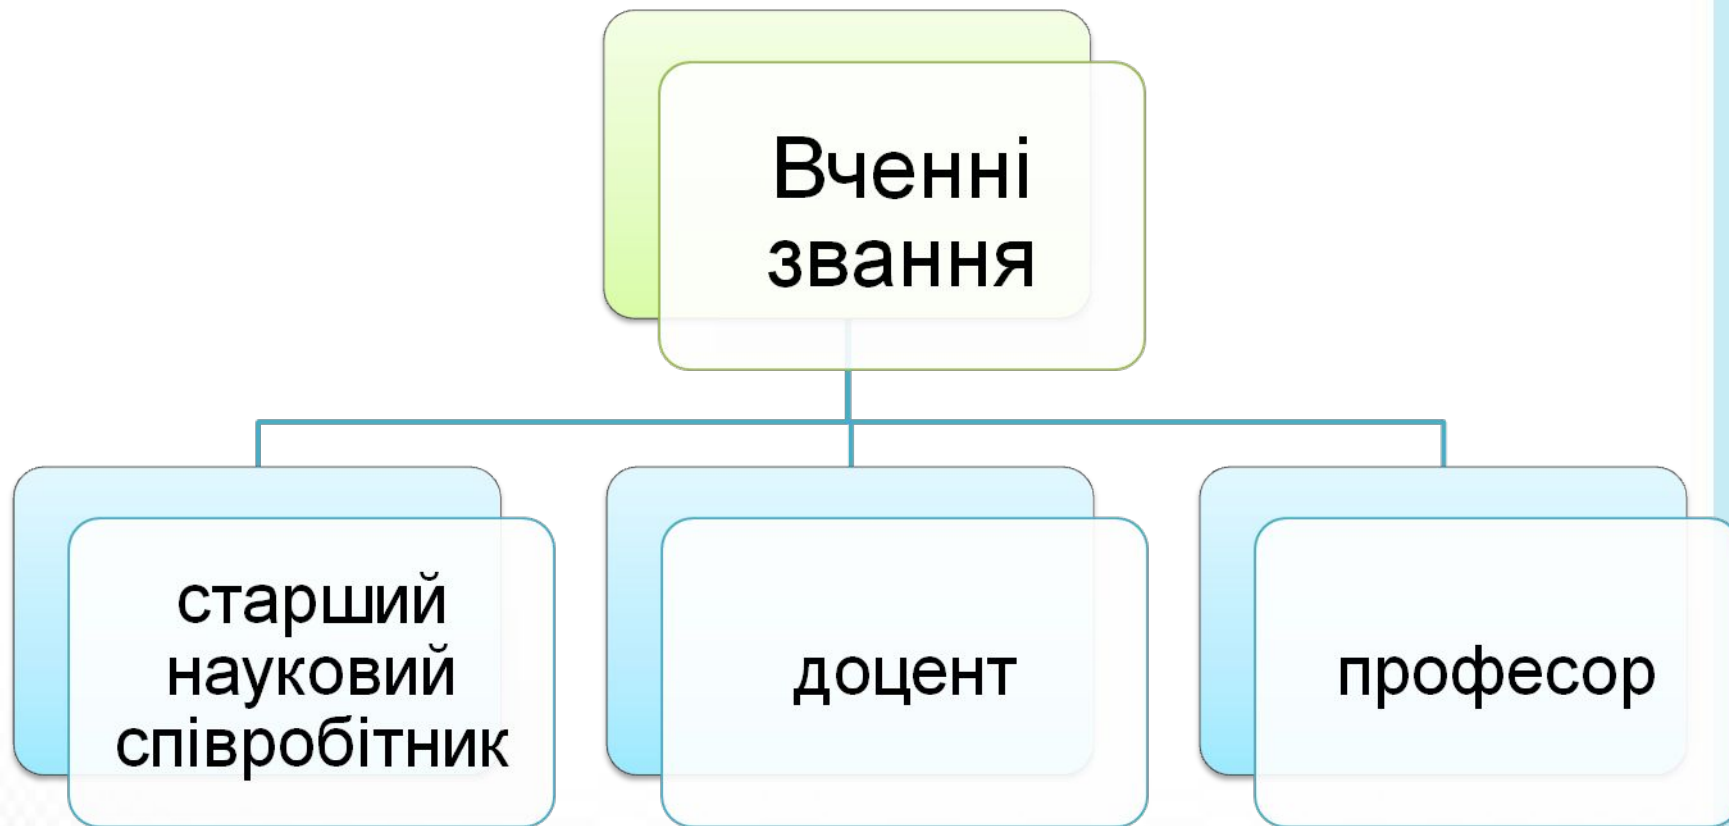 Вченні
звання
старший
науковий
співробітник
доцент
професор